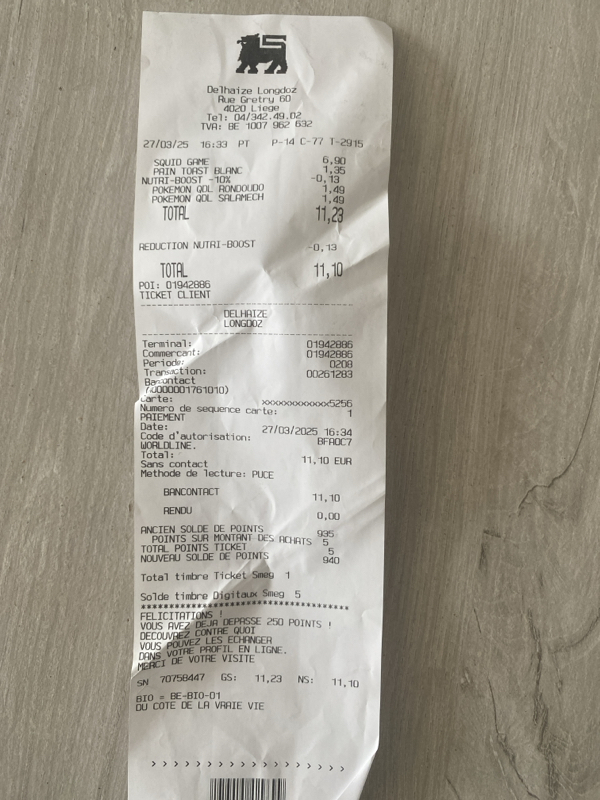 Delhaize Longdoz
Rue Gretry 60
4020 Liege
Tel: 04/342.49.02
TVA: BE 1007 962 632
27/03/25 16:33 PT P-14 C-77 T-2915
SQUID GAME 6,90
PAIN TOAST BLANC 1,35
NUTRI-BOOST -10% -0,13
POKEMON QDL RONDOUDO 1,49
POKEMON QDL SALAMECH 1,49
TOTAL 11,23
REDUCTION NUTRI-BOOST -0,13
TOTAL 11,10
POI: 01942886
TICKET CLIENT
DELHAIZE
LONGDOZ
Terminal: 01942886
Commercant: 01942886
Periode: 0208
Transaction: 00261283
Bancontact
(A0000001761010)
Carte: xxxxxxxxxxxx5256
Numero de sequence carte: 1
PAIEMENT
Date: 27/03/2025 16:34
Code d'autorisation: BFA0C7
WORLDLINE.
Total: 11,10 EUR
Sans contact
Methode de lecture: PUCE
BANCONTACT 11,10
RENDU 0,00
ANCIEN SOLDE DE POINTS 935
POINTS SUR MONTANT DES ACHATS 5
TOTAL POINTS TICKET 5
NOUVEAU SOLDE DE POINTS 940
Total timbre Ticket Smeg 1
Solde timbre Digitaux Smeg 5
*****************************************
FELICITATIONS !
VOUS AVEZ DEJA DEPASSE 250 POINTS !
DECOUVREZ CONTRE QUOI
VOUS POUVEZ LES ECHANGER
DANS VOTRE PROFIL EN LIGNE.
MERCI DE VOTRE VISITE
SN 70758447 GS: 11,23 NS: 11,10
BIO = BE-BIO-01
DU COTE DE LA VRAIE VIE
> > > > > > > > > > > > > > > > > >